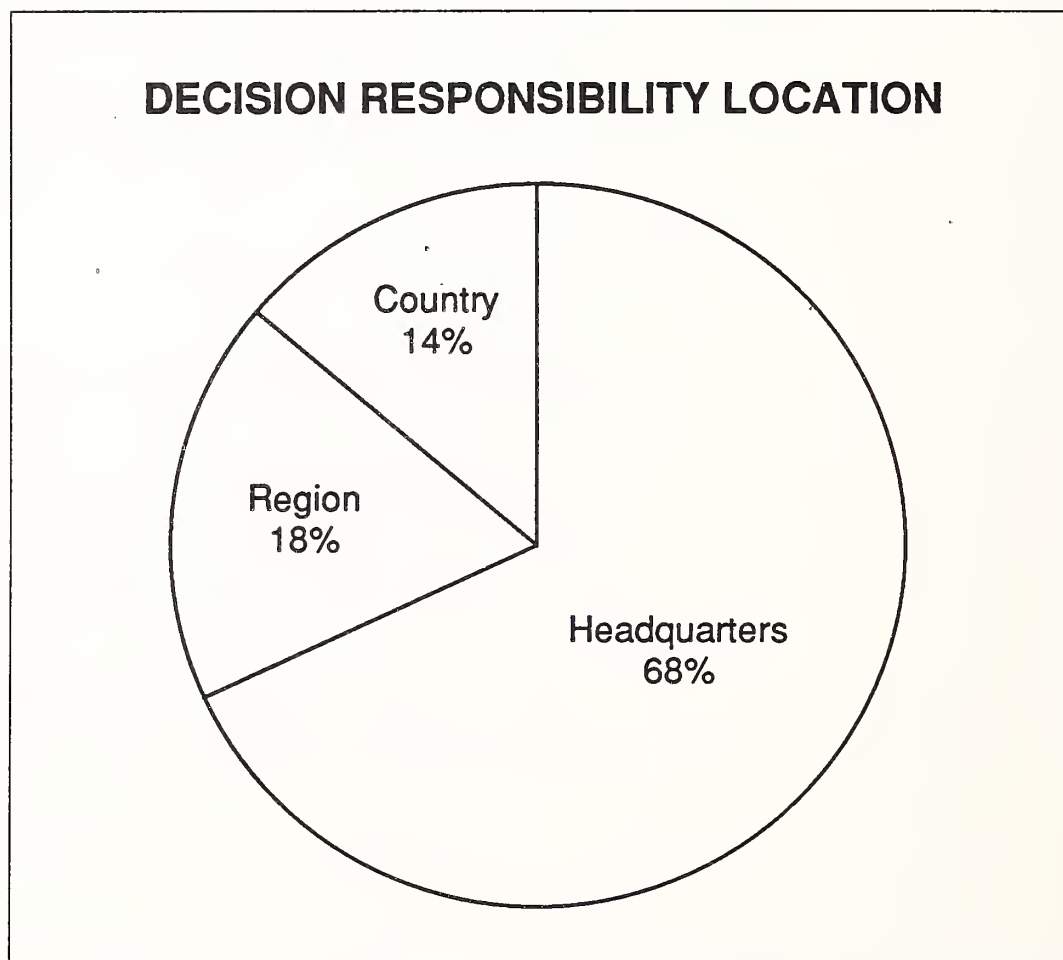 DECISION RESPONSIBILITY LOCATION
Country
14%
Region
18%
Headquarters
68%